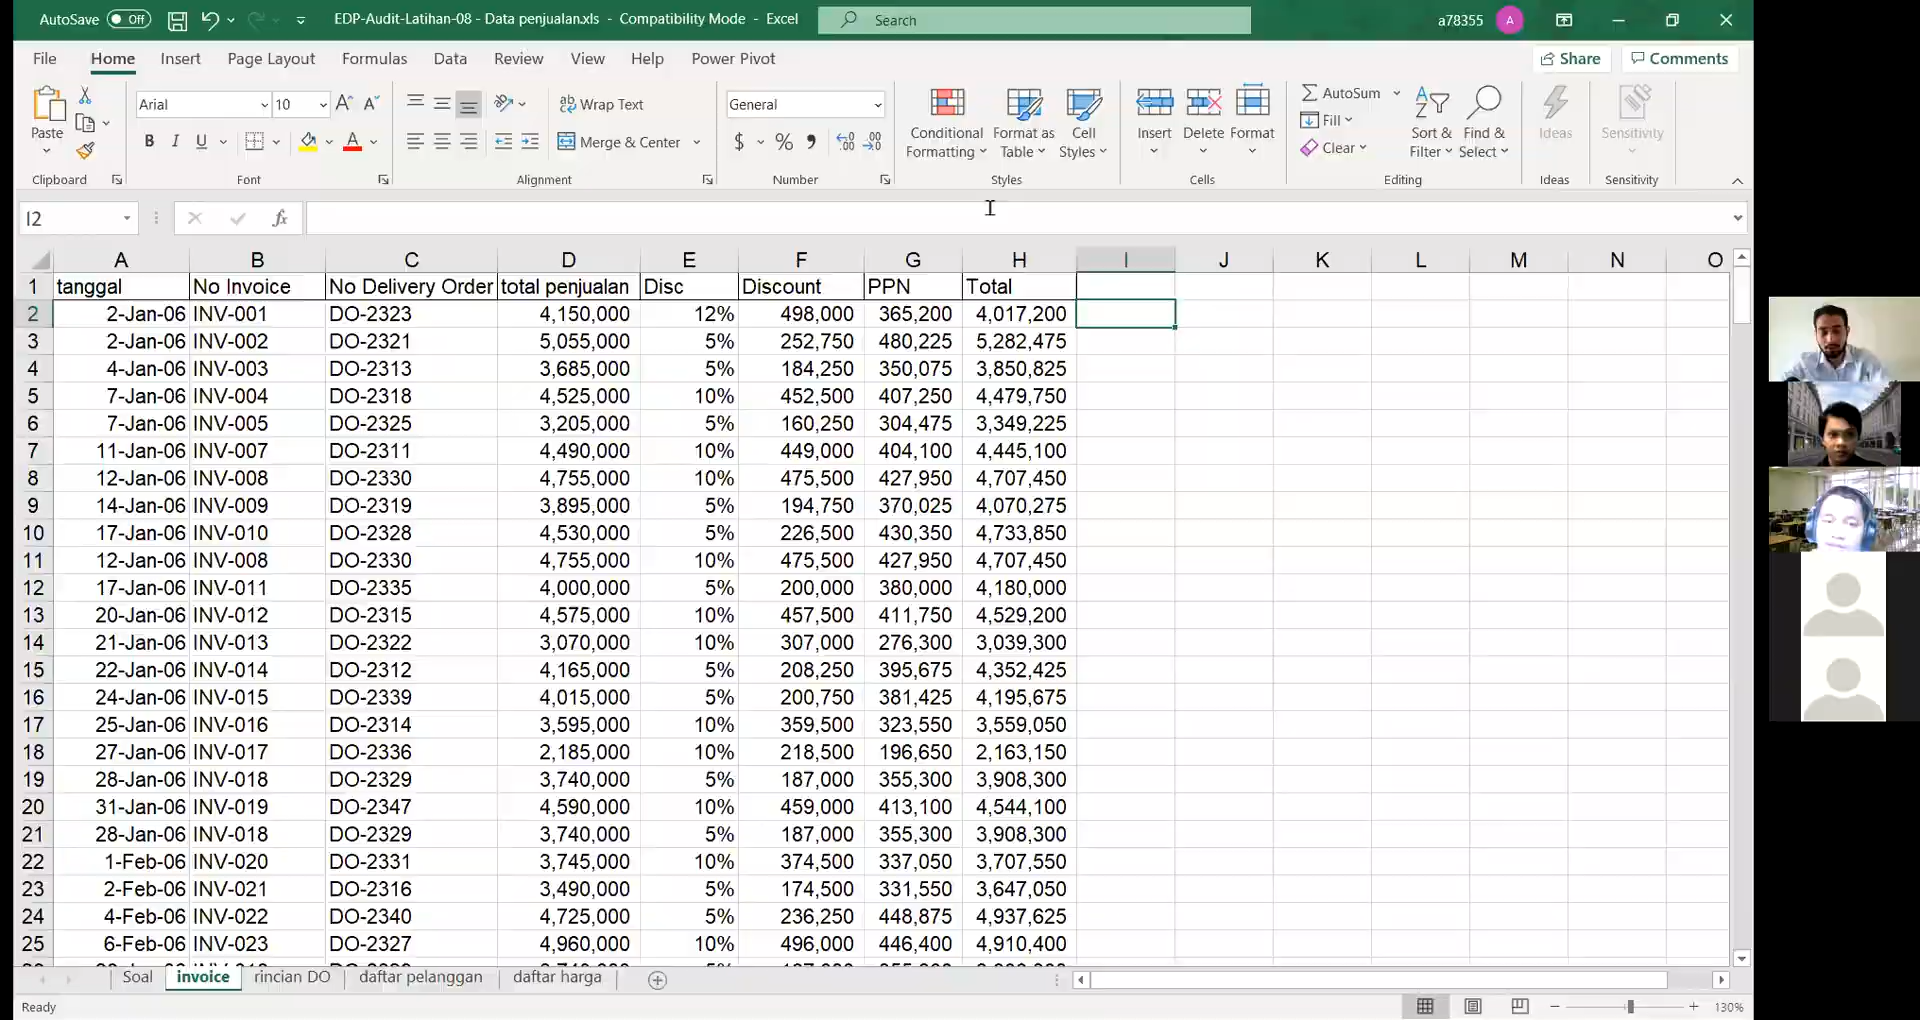 AutoSave Off EDP-Audit-Latihan-08 - Data penjualan.xls - Compatibility Mode - Excel Search a78355 A
File Home Insert Page Layout Formulas Data Review View Help Power Pivot Share Comments
Arial 10 Wrap Text General AutoSum
Paste Conditional Formatting Format as Table Cell Styles Insert Delete Format Fill Sort & Filter Find & Select Ideas Sensitivity
B I U A Merge & Center $ % Clear
Clipboard Font Alignment Number Styles Cells Editing Ideas Sensitivity
I2 fx
A B C D E F G H I J K L M N O
1 tanggal No Invoice No Delivery Order total penjualan Disc Discount PPN Total
2 2-Jan-06 INV-001 DO-2323 4,150,000 12% 498,000 365,200 4,017,200
3 2-Jan-06 INV-002 DO-2321 5,055,000 5% 252,750 480,225 5,282,475
4 4-Jan-06 INV-003 DO-2313 3,685,000 5% 184,250 350,075 3,850,825
5 7-Jan-06 INV-004 DO-2318 4,525,000 10% 452,500 407,250 4,479,750
6 7-Jan-06 INV-005 DO-2325 3,205,000 5% 160,250 304,475 3,349,225
7 11-Jan-06 INV-007 DO-2311 4,490,000 10% 449,000 404,100 4,445,100
8 12-Jan-06 INV-008 DO-2330 4,755,000 10% 475,500 427,950 4,707,450
9 14-Jan-06 INV-009 DO-2319 3,895,000 5% 194,750 370,025 4,070,275
10 17-Jan-06 INV-010 DO-2328 4,530,000 5% 226,500 430,350 4,733,850
11 12-Jan-06 INV-008 DO-2330 4,755,000 10% 475,500 427,950 4,707,450
12 17-Jan-06 INV-011 DO-2335 4,000,000 5% 200,000 380,000 4,180,000
13 20-Jan-06 INV-012 DO-2315 4,575,000 10% 457,500 411,750 4,529,200
14 21-Jan-06 INV-013 DO-2322 3,070,000 10% 307,000 276,300 3,039,300
15 22-Jan-06 INV-014 DO-2312 4,165,000 5% 208,250 395,675 4,352,425
16 24-Jan-06 INV-015 DO-2339 4,015,000 5% 200,750 381,425 4,195,675
17 25-Jan-06 INV-016 DO-2314 3,595,000 10% 359,500 323,550 3,559,050
18 27-Jan-06 INV-017 DO-2336 2,185,000 10% 218,500 196,650 2,163,150
19 28-Jan-06 INV-018 DO-2329 3,740,000 5% 187,000 355,300 3,908,300
20 31-Jan-06 INV-019 DO-2347 4,590,000 10% 459,000 413,100 4,544,100
21 28-Jan-06 INV-018 DO-2329 3,740,000 5% 187,000 355,300 3,908,300
22 1-Feb-06 INV-020 DO-2331 3,745,000 10% 374,500 337,050 3,707,550
23 2-Feb-06 INV-021 DO-2316 3,490,000 5% 174,500 331,550 3,647,050
24 4-Feb-06 INV-022 DO-2340 4,725,000 5% 236,250 448,875 4,937,625
25 6-Feb-06 INV-023 DO-2327 4,960,000 10% 496,000 446,400 4,910,400
Soal invoice rincian DO daftar pelanggan daftar harga
Ready 130%